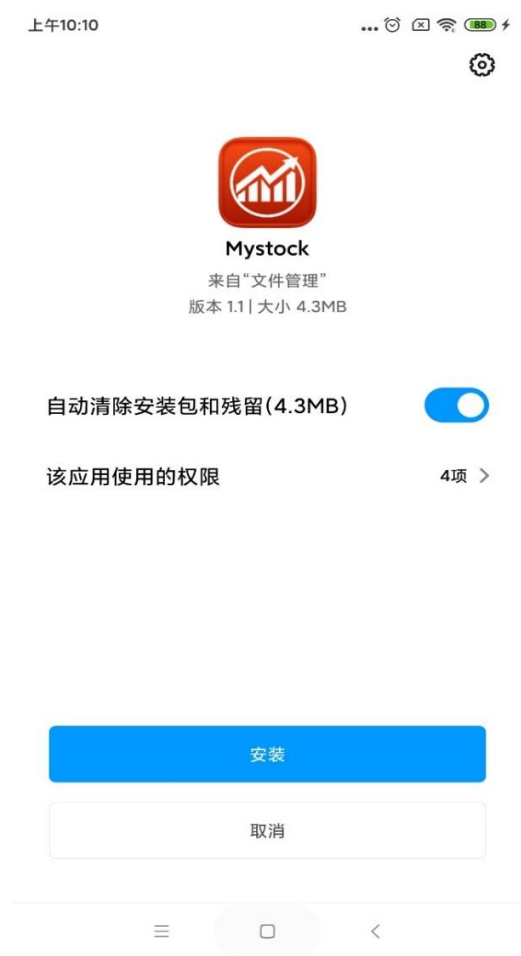 上午10:10
88
Mystock
来自“文件管理”
版本 1.1 | 大小 4.3MB
自动清除安装包和残留(4.3MB)
该应用使用的权限 4项
安装
取消